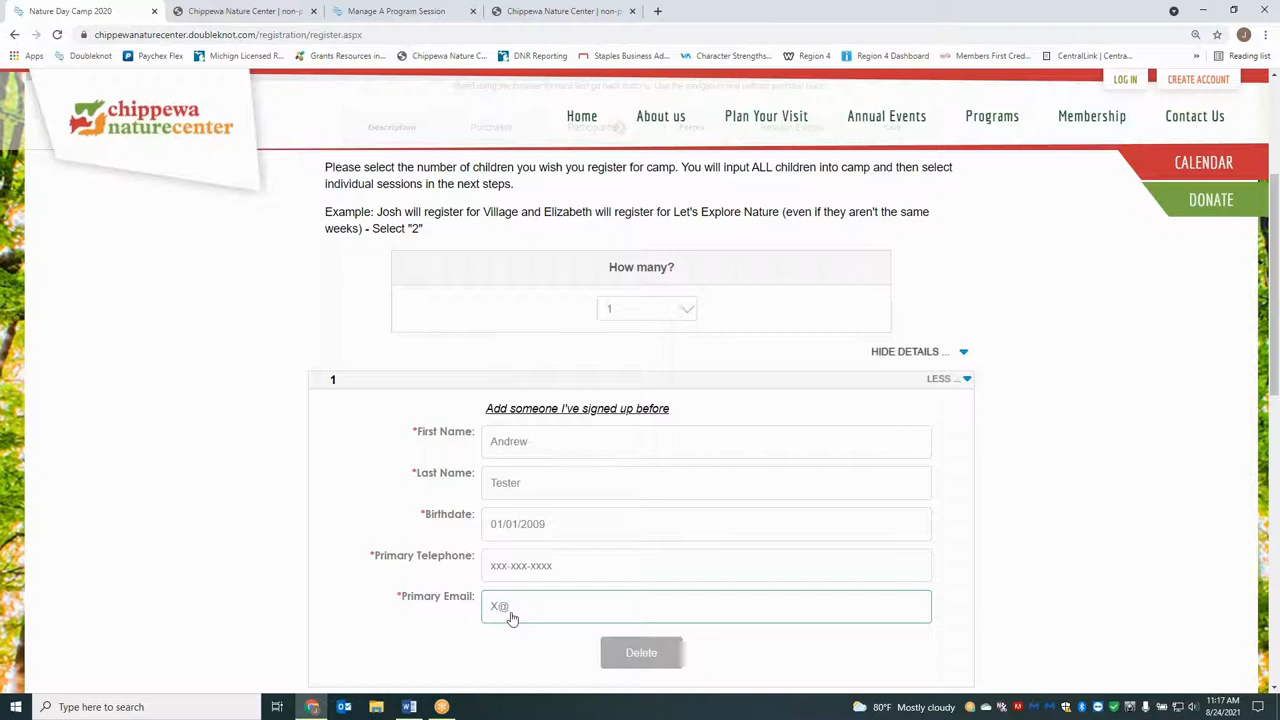 Nature Day Camp 2020
Chippewa Nature Center | non-p
Manage A Program Session
Chippewa Nature Center | non-p
chippewanaturecenter.doubleknot.com/registration/register.aspx
Apps
Doubleknot
Paychex Flex
Michign Licensed R...
Grants Resources in...
Chippewa Nature C...
DNR Reporting
Staples Business Ad...
Character Strengths...
Region 4
Region 4 Dashboard
Members First Cred...
CentralLink | Centra...
Reading list
LOG IN
CREATE ACCOUNT
chippewa
naturecenter
Home
About us
Plan Your Visit
Annual Events
Programs
Membership
Contact Us
Description
Purchaser
Participants
Forms
Cart
CALENDAR
DONATE
Please select the number of children you wish you register for camp. You will input ALL children into camp and then select
individual sessions in the next steps.
Example: Josh will register for Village and Elizabeth will register for Let's Explore Nature (even if they aren't the same
weeks) - Select "2"
How many?
1
HIDE DETAILS ...
1
LESS ...
Add someone I've signed up before
*First Name:
Andrew
*Last Name:
Tester
*Birthdate:
01/01/2009
*Primary Telephone:
xxx-xxx-xxxx
*Primary Email:
X@
Delete
Type here to search
80°F Mostly cloudy
11:17 AM
8/24/2021